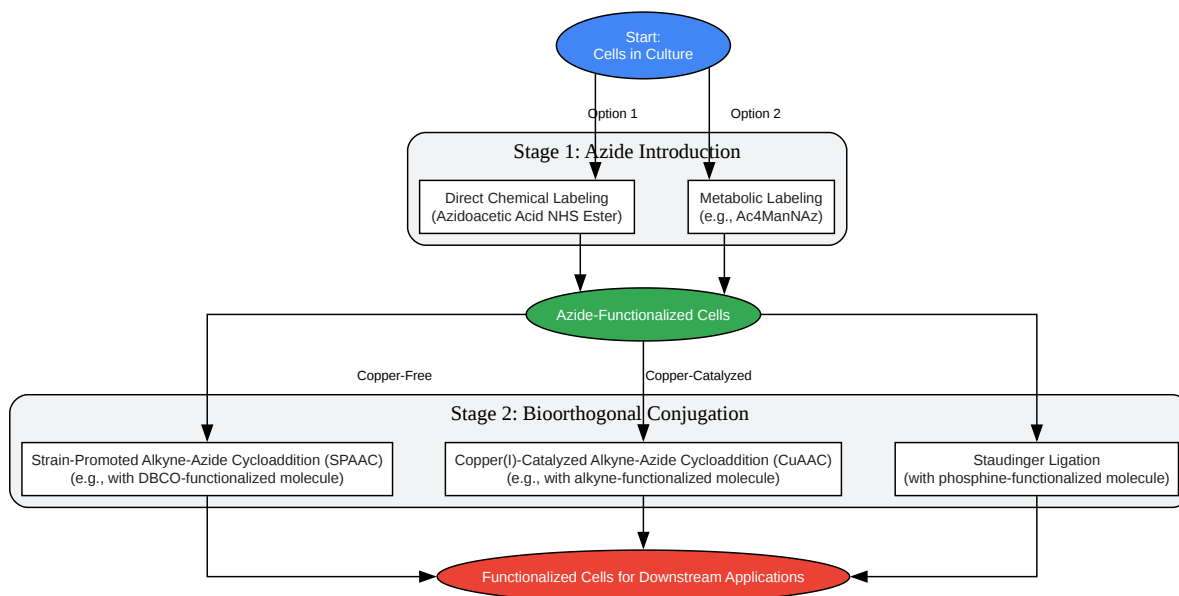 Start:
Cells in Culture
Option 1
Option 2
Stage 1: Azide Introduction
Direct Chemical Labeling
(Azidoacetic Acid NHS Ester)
Metabolic Labeling
(e.g., Ac4ManNAz)
Azide-Functionalized Cells
Copper-Free
Copper-Catalyzed
Stage 2: Bioorthogonal Conjugation
Strain-Promoted Alkyne-Azide Cycloaddition (SPAAC)
(e.g., with DBCO-functionalized molecule)
Copper(I)-Catalyzed Alkyne-Azide Cycloaddition (CuAAC)
(e.g., with alkyne-functionalized molecule)
Staudinger Ligation
(with phosphine-functionalized molecule)
Functionalized Cells for Downstream Applications